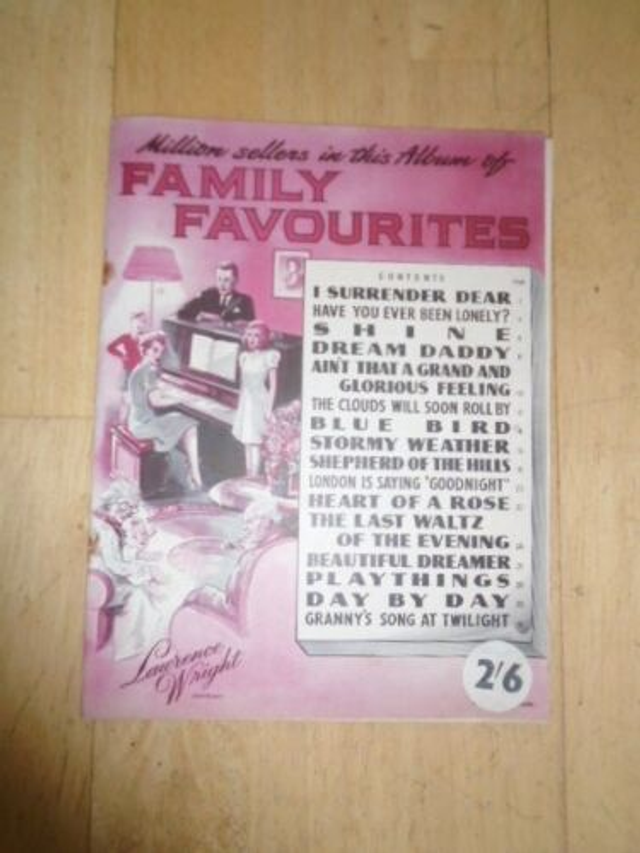 Million sellers in this Album of
FAMILY
FAVOURITES
CONTENTS
I SURRENDER DEAR
HAVE YOU EVER BEEN LONELY?
SHINE
DREAM DADDY
AIN'T THAT A GRAND AND
GLORIOUS FEELING
THE CLOUDS WILL SOON ROLL BY
BLUE BIRD
STORMY WEATHER
SHEPHERD OF THE HILLS
LONDON IS SAYING "GOODNIGHT"
HEART OF A ROSE
THE LAST WALTZ
OF THE EVENING
BEAUTIFUL DREAMER
PLAYTHINGS
DAY BY DAY
GRANNY'S SONG AT TWILIGHT
Lawrence
Wright
2/6